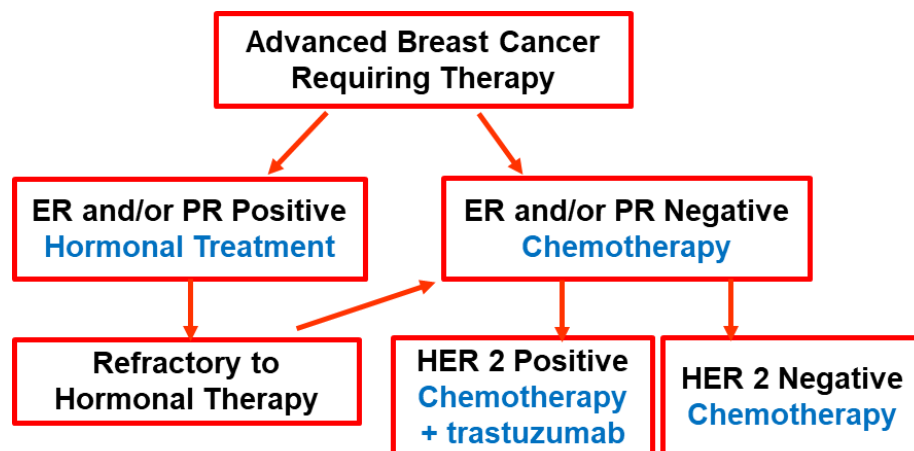 Advanced Breast Cancer
Requiring Therapy
ER and/or PR Positive
Hormonal Treatment
ER and/or PR Negative
Chemotherapy
Refractory to
Hormonal Therapy
HER 2 Positive
Chemotherapy
+ trastuzumab
HER 2 Negative
Chemotherapy